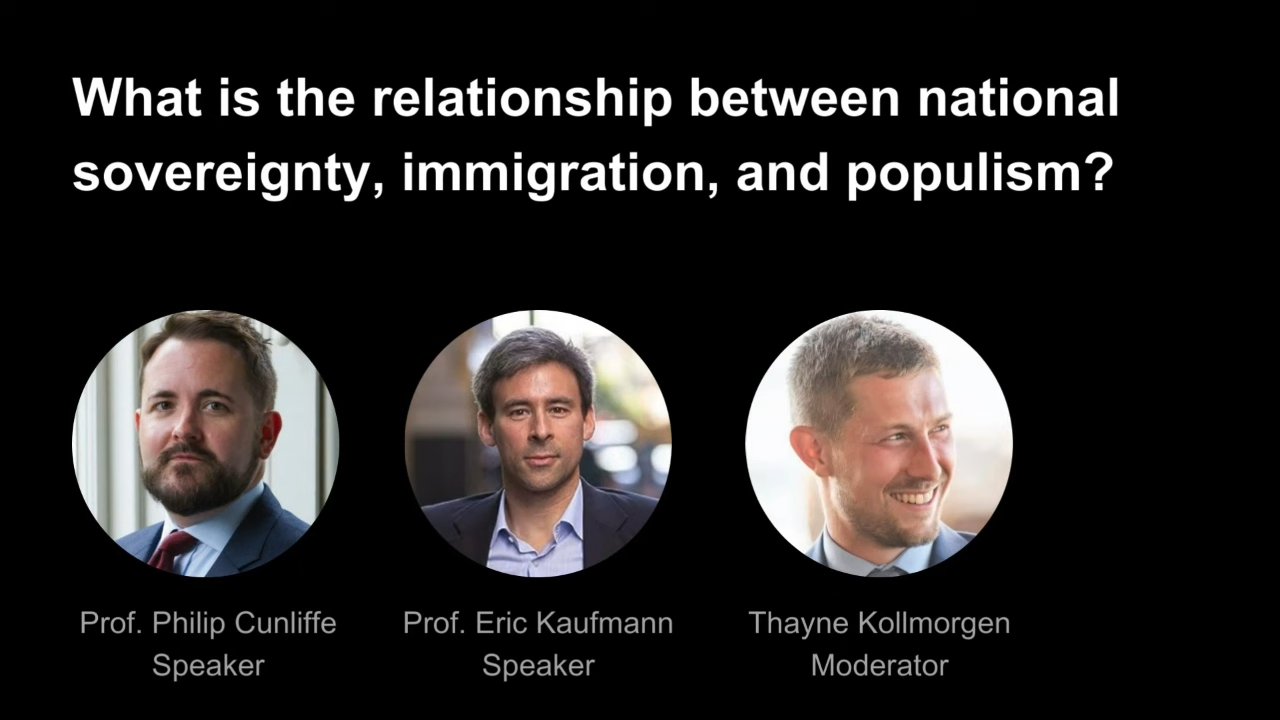 What is the relationship between national
sovereignty, immigration, and populism?
Prof. Philip Cunliffe
Speaker
Prof. Eric Kaufmann
Speaker
Thayne Kollmorgen
Moderator